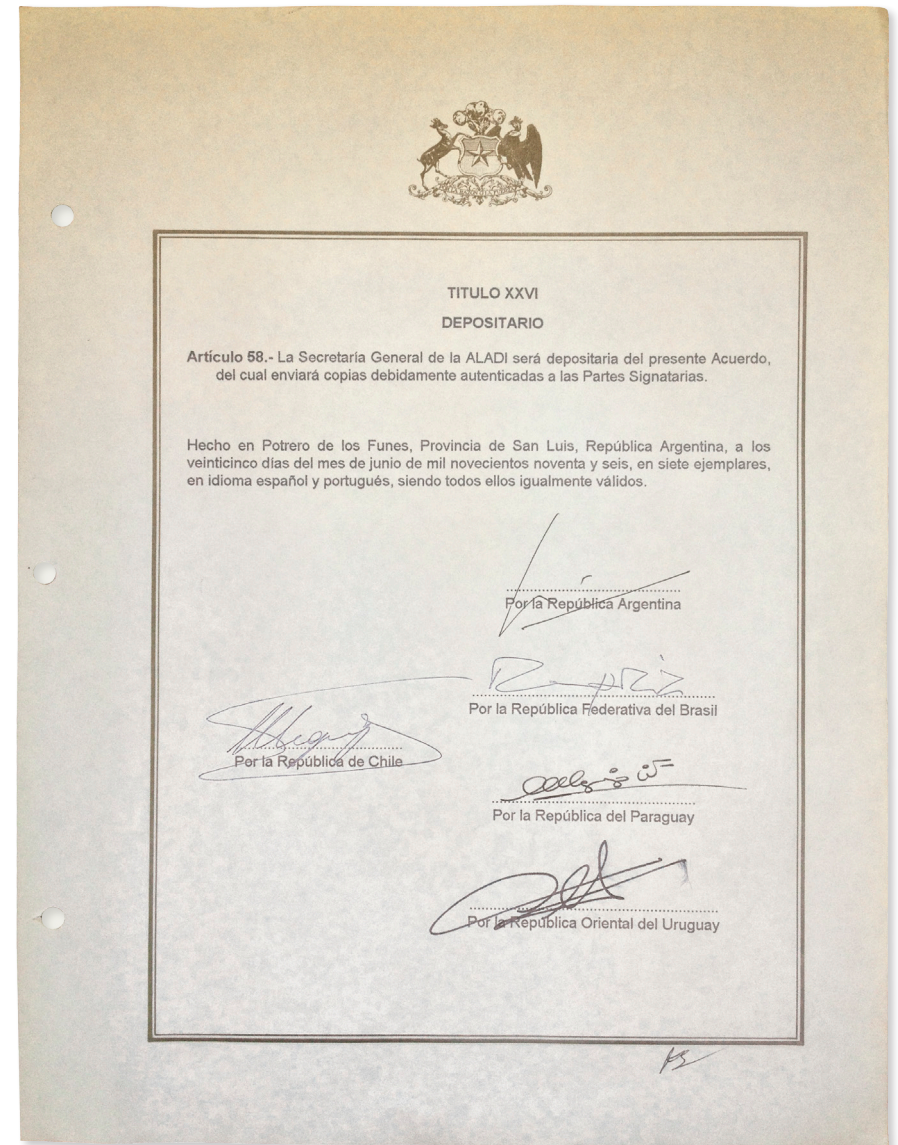 TITULO XXVI
DEPOSITARIO
Artículo 58.- La Secretaría General de la ALADI será depositaria del presente Acuerdo,
del cual enviará copias debidamente autenticadas a las Partes Signatarias.
Hecho en Potrero de los Funes, Provincia de San Luis, República Argentina, a los
veinticinco días del mes de junio de mil novecientos noventa y seis, en siete ejemplares,
en idioma español y portugués, siendo todos ellos igualmente válidos.
Por la República Argentina
Por la República Federativa del Brasil
Por la República de Chile
Por la República del Paraguay
Por la República Oriental del Uruguay